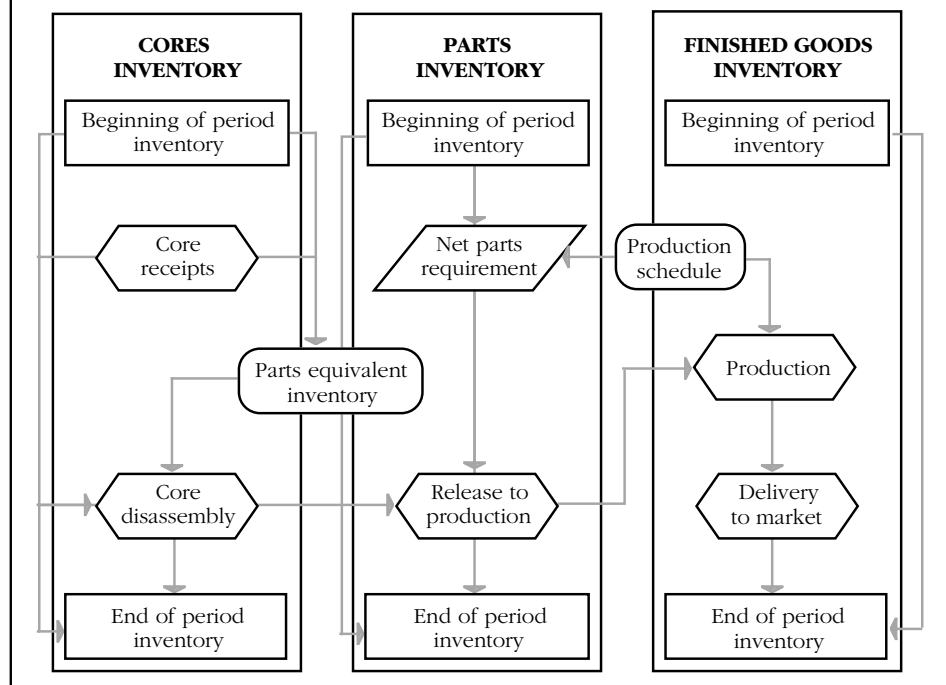 CORES
INVENTORY
Beginning of period
inventory
Core
receipts
Parts equivalent
inventory
Core
disassembly
End of period
inventory
PARTS
INVENTORY
Beginning of period
inventory
Net parts
requirement
Release to
production
End of period
inventory
FINISHED GOODS
INVENTORY
Beginning of period
inventory
Production
schedule
Production
Delivery
to market
End of period
inventory